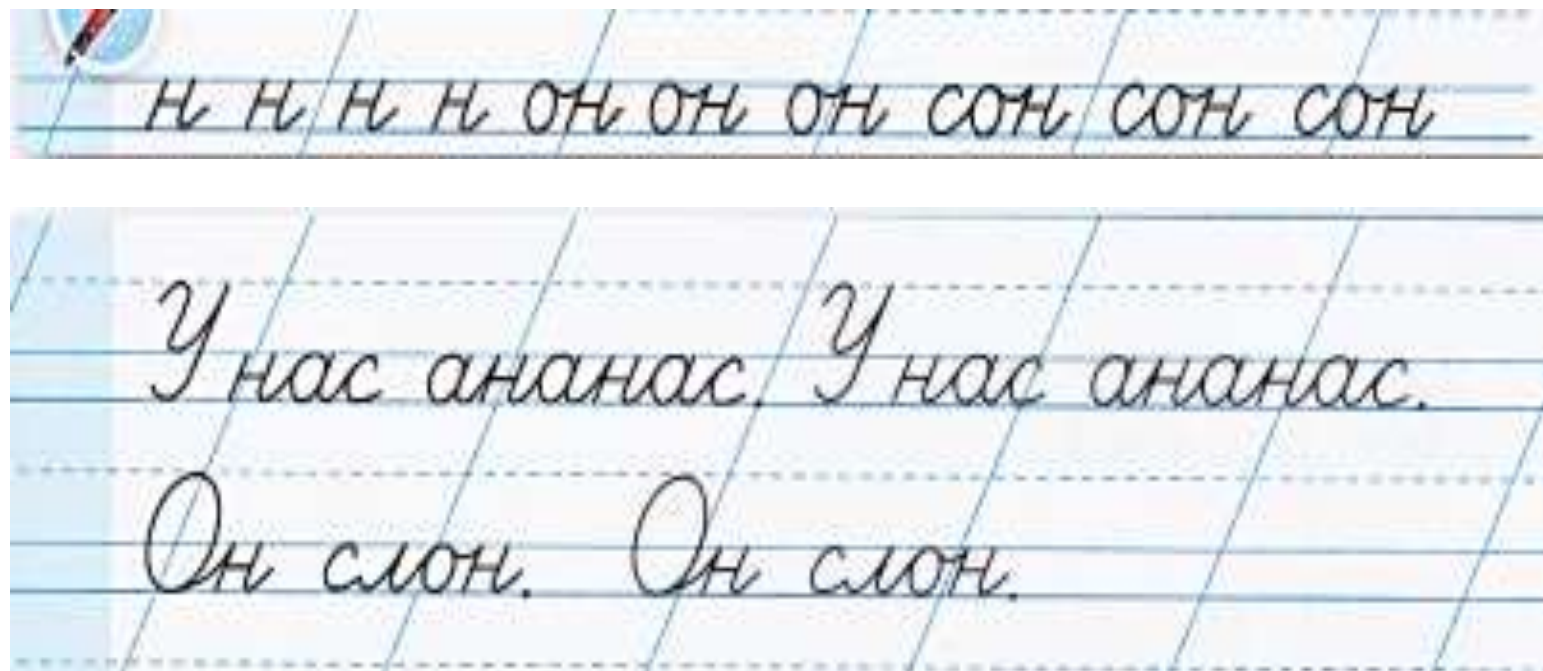 н н н н он он он сон сон сон
У нас ананас. У нас ананас.
Он слон. Он слон.